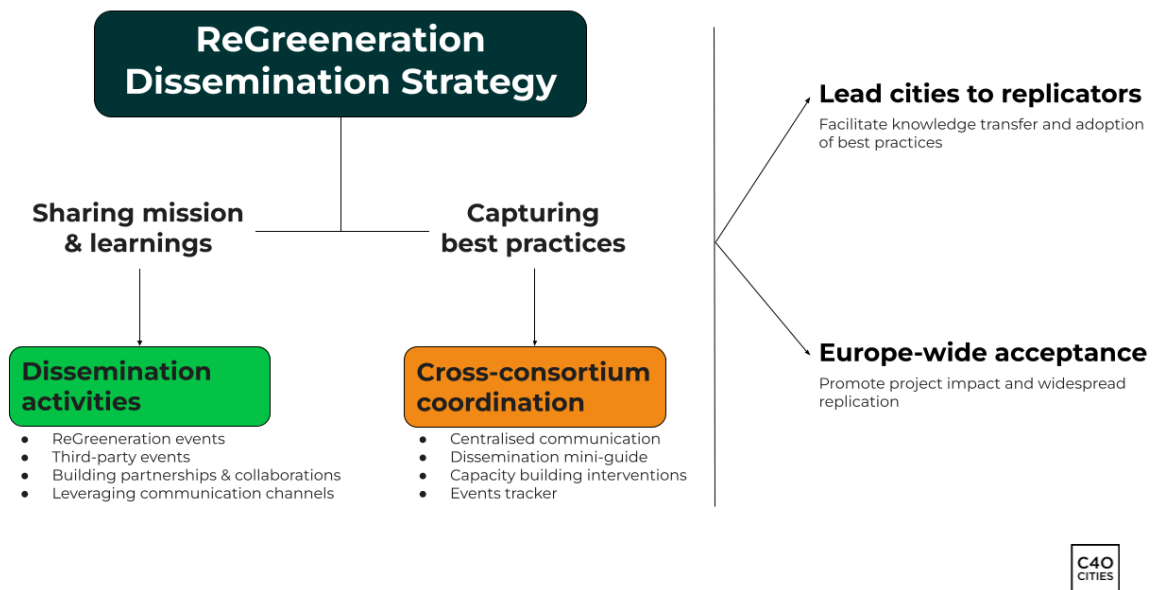 ReGreeneration
Dissemination Strategy
Sharing mission
& learnings
Capturing
best practices
Dissemination
activities
● ReGreeneration events
● Third-party events
● Building partnerships & collaborations
● Leveraging communication channels
Cross-consortium
coordination
● Centralised communication
● Dissemination mini-guide
● Capacity building interventions
● Events tracker
Lead cities to replicators
Facilitate knowledge transfer and adoption
of best practices
Europe-wide acceptance
Promote project impact and widespread
replication
C40
CITIES